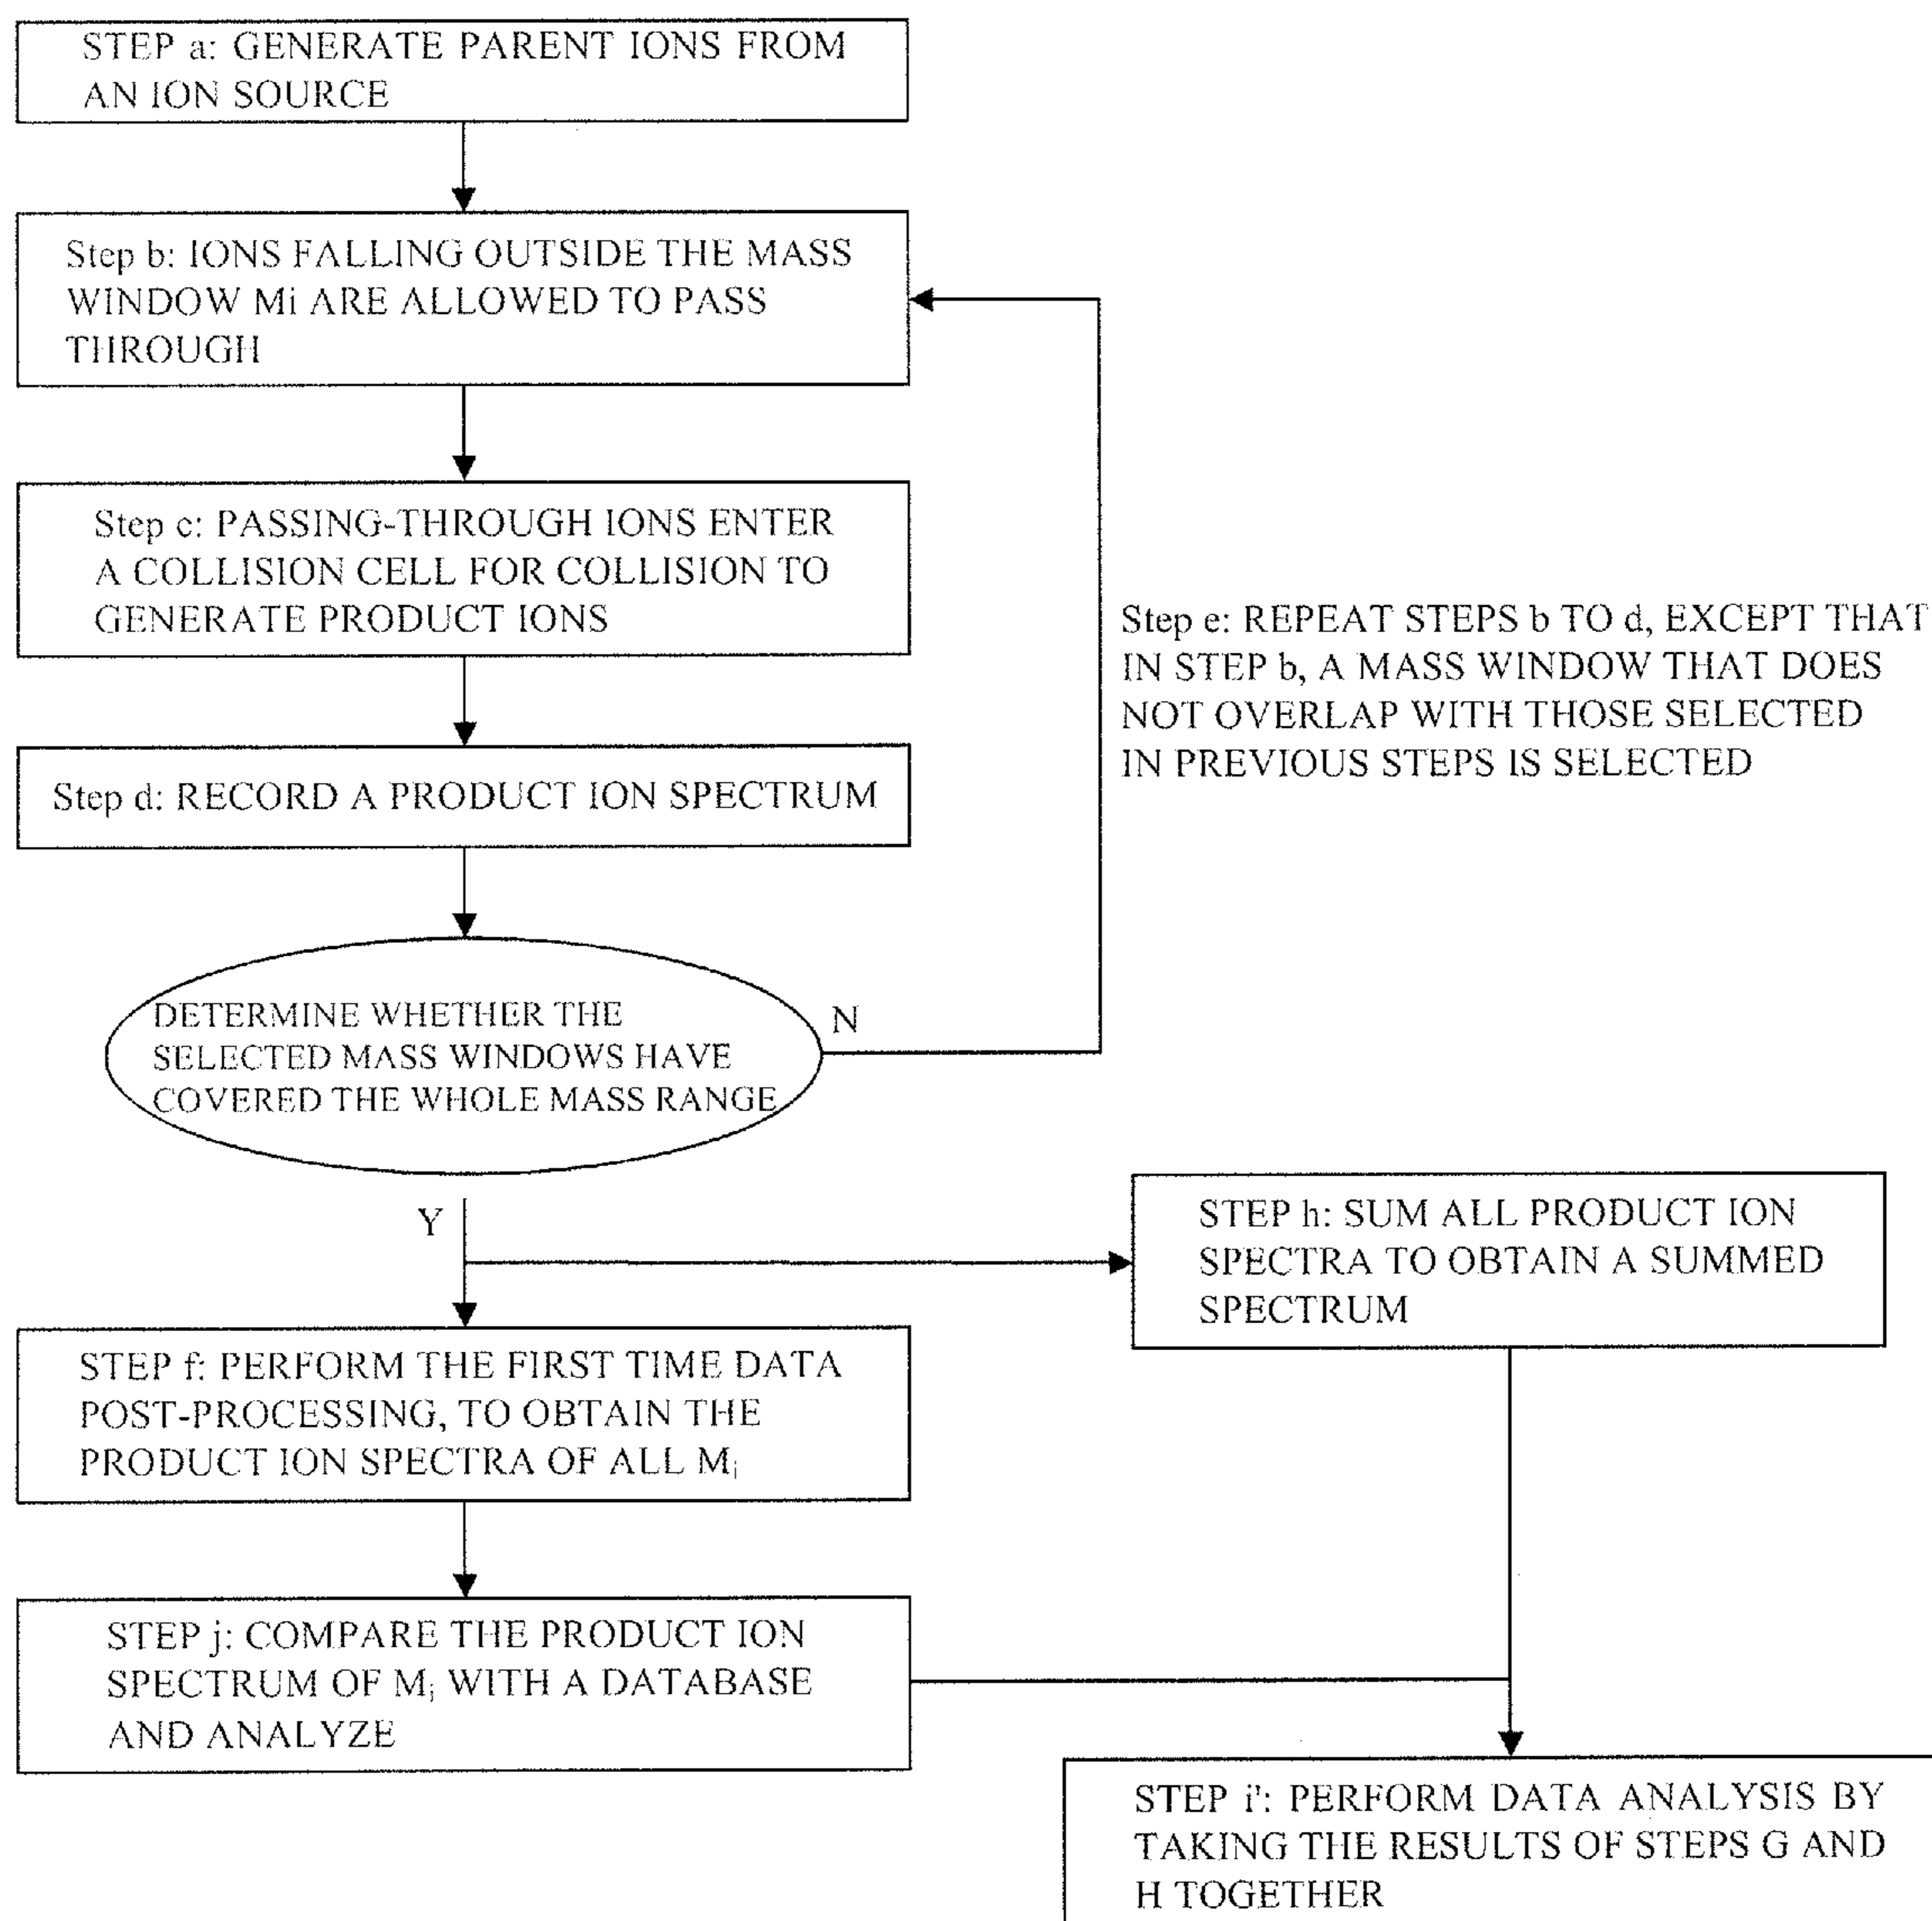 STEP a: GENERATE PARENT IONS FROM
AN ION SOURCE
Step b: IONS FALLING OUTSIDE THE MASS
WINDOW Mi ARE ALLOWED TO PASS
THROUGH
Step c: PASSING-THROUGH IONS ENTER
A COLLISION CELL FOR COLLISION TO
GENERATE PRODUCT IONS
Step e: REPEAT STEPS b TO d, EXCEPT THAT
IN STEP b, A MASS WINDOW THAT DOES
NOT OVERLAP WITH THOSE SELECTED
IN PREVIOUS STEPS IS SELECTED
Step d: RECORD A PRODUCT ION SPECTRUM
DETERMINE WHETHER THE
SELECTED MASS WINDOWS HAVE
COVERED THE WHOLE MASS RANGE
N
Y
STEP h: SUM ALL PRODUCT ION
SPECTRA TO OBTAIN A SUMMED
SPECTRUM
STEP f: PERFORM THE FIRST TIME DATA
POST-PROCESSING, TO OBTAIN THE
PRODUCT ION SPECTRA OF ALL Mi
STEP j: COMPARE THE PRODUCT ION
SPECTRUM OF Mi WITH A DATABASE
AND ANALYZE
STEP i': PERFORM DATA ANALYSIS BY
TAKING THE RESULTS OF STEPS G AND
H TOGETHER